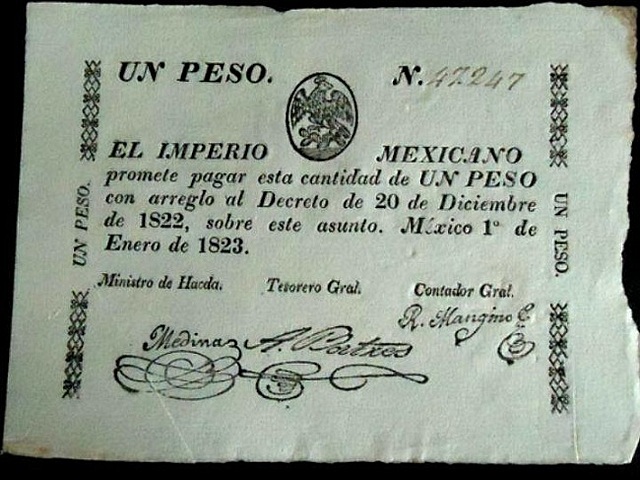 UN PESO. N. 47247
EL IMPERIO MEXICANO
promete pagar esta cantidad de UN PESO
con arreglo al Decreto de 20 de Diciembre
de 1822, sobre este asunto. México 1º de
Enero de 1823.
UN PESO.
UN PESO.
Ministro de Hacda. Tesorero Gral. Contador Gral.
R. Mangino
Medina A. Batres